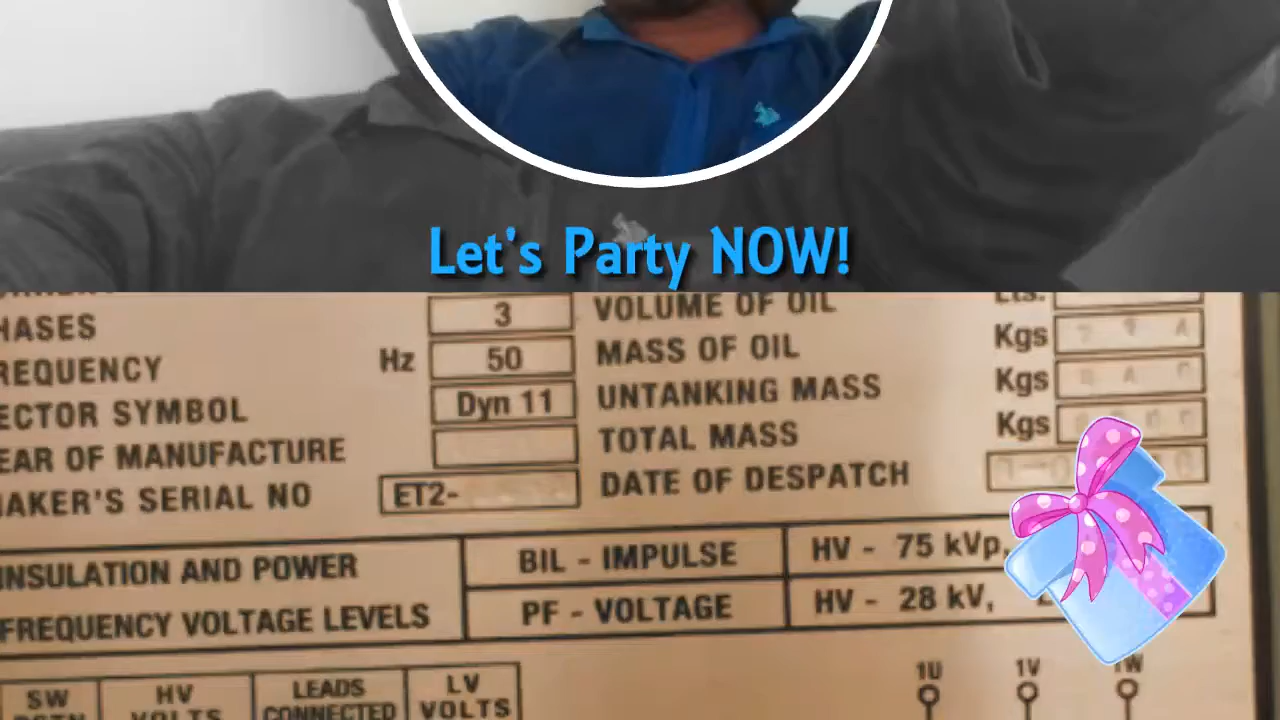 Let's Party NOW!
HASES 3 VOLUME OF OIL Lts.
REQUENCY Hz 50 MASS OF OIL Kgs
ECTOR SYMBOL Dyn 11 UNTANKING MASS Kgs
EAR OF MANUFACTURE TOTAL MASS Kgs
MAKER'S SERIAL NO ET2- DATE OF DESPATCH
INSULATION AND POWER BIL - IMPULSE HV - 75 kVp,
FREQUENCY VOLTAGE LEVELS PF - VOLTAGE HV - 28 kV,
SW HV LEADS LV 1U 1V 1W
VOLTS CONNECTED VOLTS